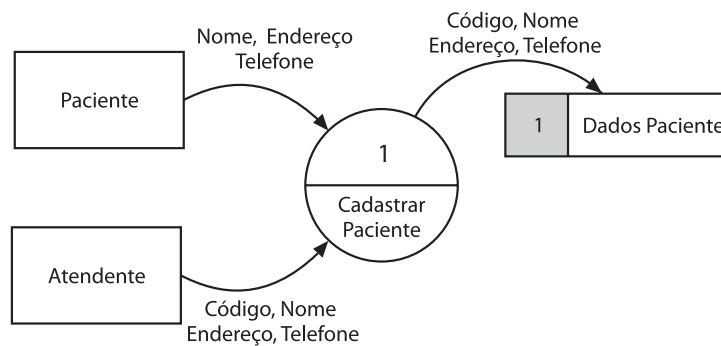 Nome, Endereço
Telefone
Código, Nome
Endereço, Telefone
Paciente
1
Dados Paciente
1
Cadastrar
Paciente
Atendente
Código, Nome
Endereço, Telefone